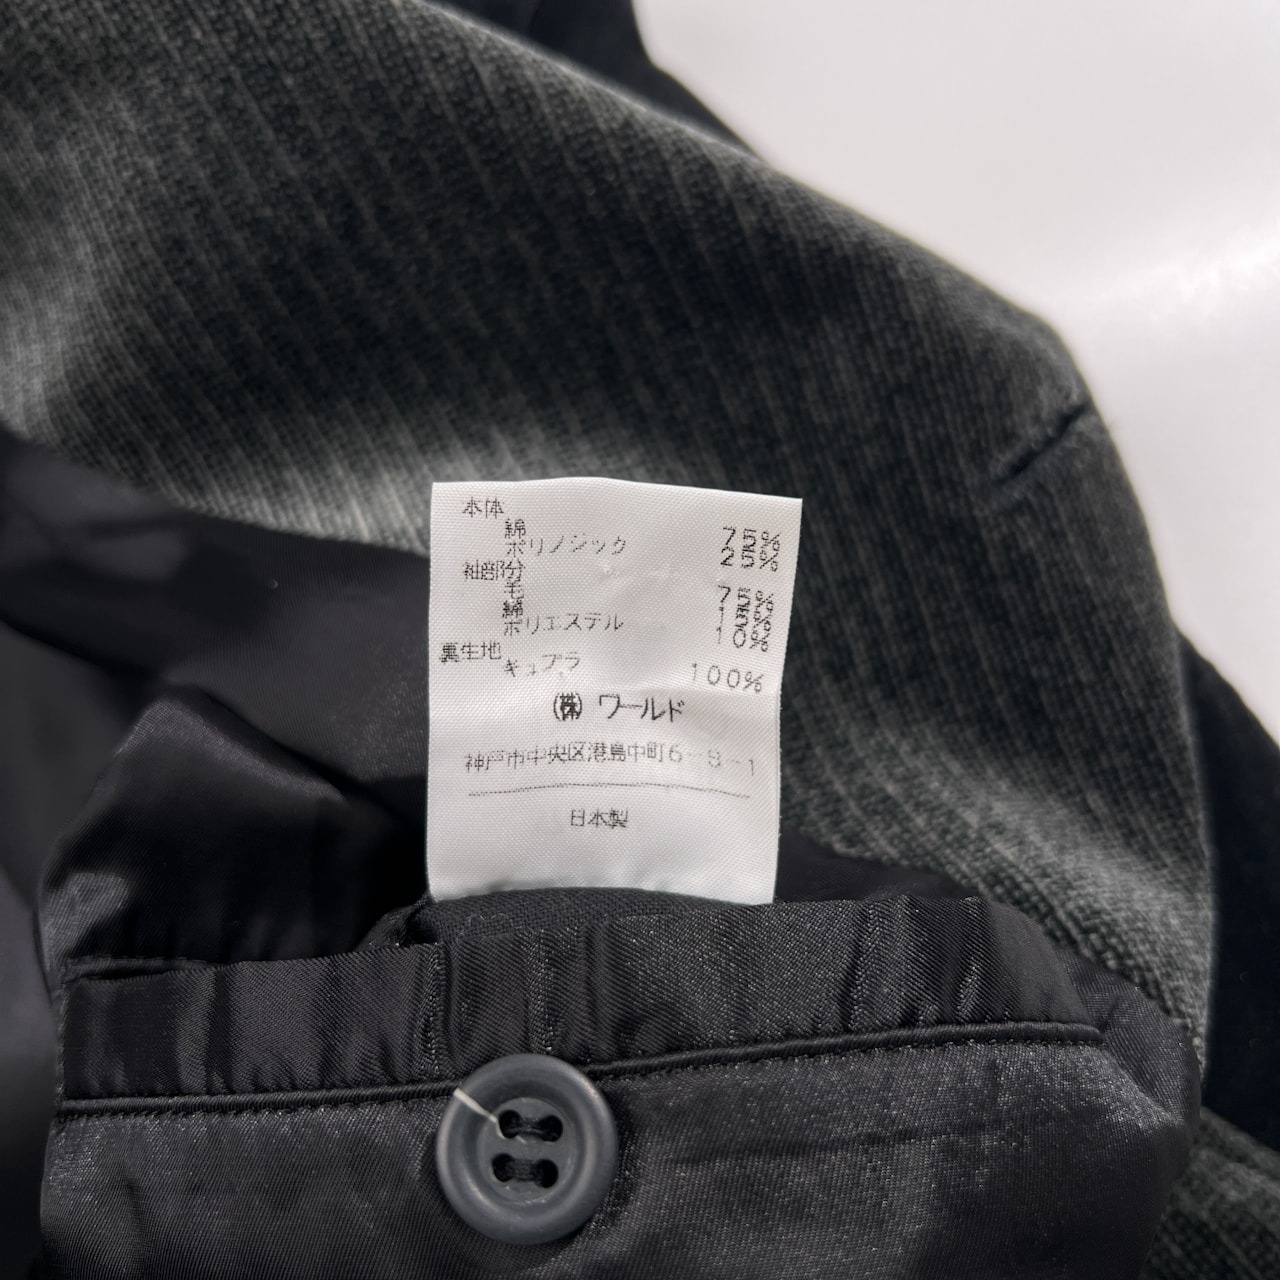 本体
綿 75%
ポリノジック 25%
袖部分
毛 75%
綿 15%
ポリエステル 10%
裏生地
キュプラ 100%
(株) ワールド
神戸市中央区港島中町6-8-1
日本製